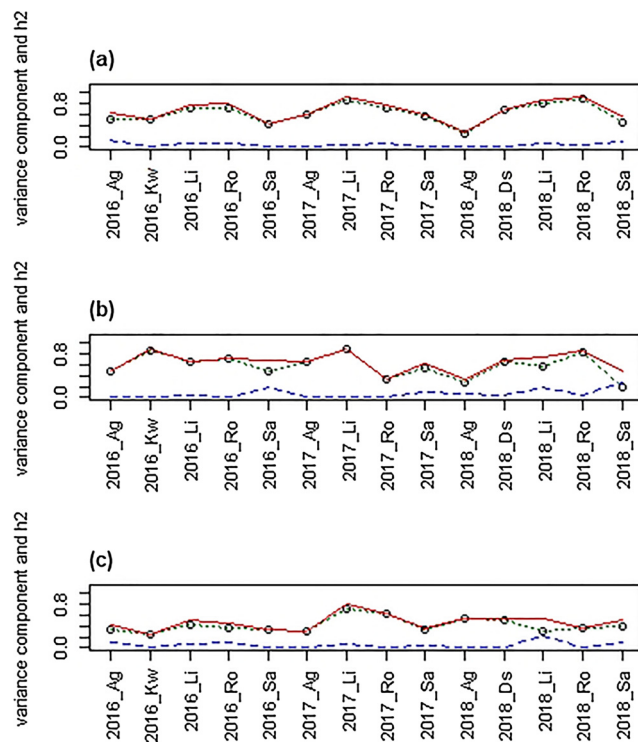 (a)
variance component and h2
0.8
0.0
2016_Ag
2016_Kw
2016_Li
2016_Ro
2016_Sa
2017_Ag
2017_Li
2017_Ro
2017_Sa
2018_Ag
2018_Ds
2018_Li
2018_Ro
2018_Sa
(b)
variance component and h2
0.8
0.0
2016_Ag
2016_Kw
2016_Li
2016_Ro
2016_Sa
2017_Ag
2017_Li
2017_Ro
2017_Sa
2018_Ag
2018_Ds
2018_Li
2018_Ro
2018_Sa
(c)
variance component and h2
0.8
0.0
2016_Ag
2016_Kw
2016_Li
2016_Ro
2016_Sa
2017_Ag
2017_Li
2017_Ro
2017_Sa
2018_Ag
2018_Ds
2018_Li
2018_Ro
2018_Sa